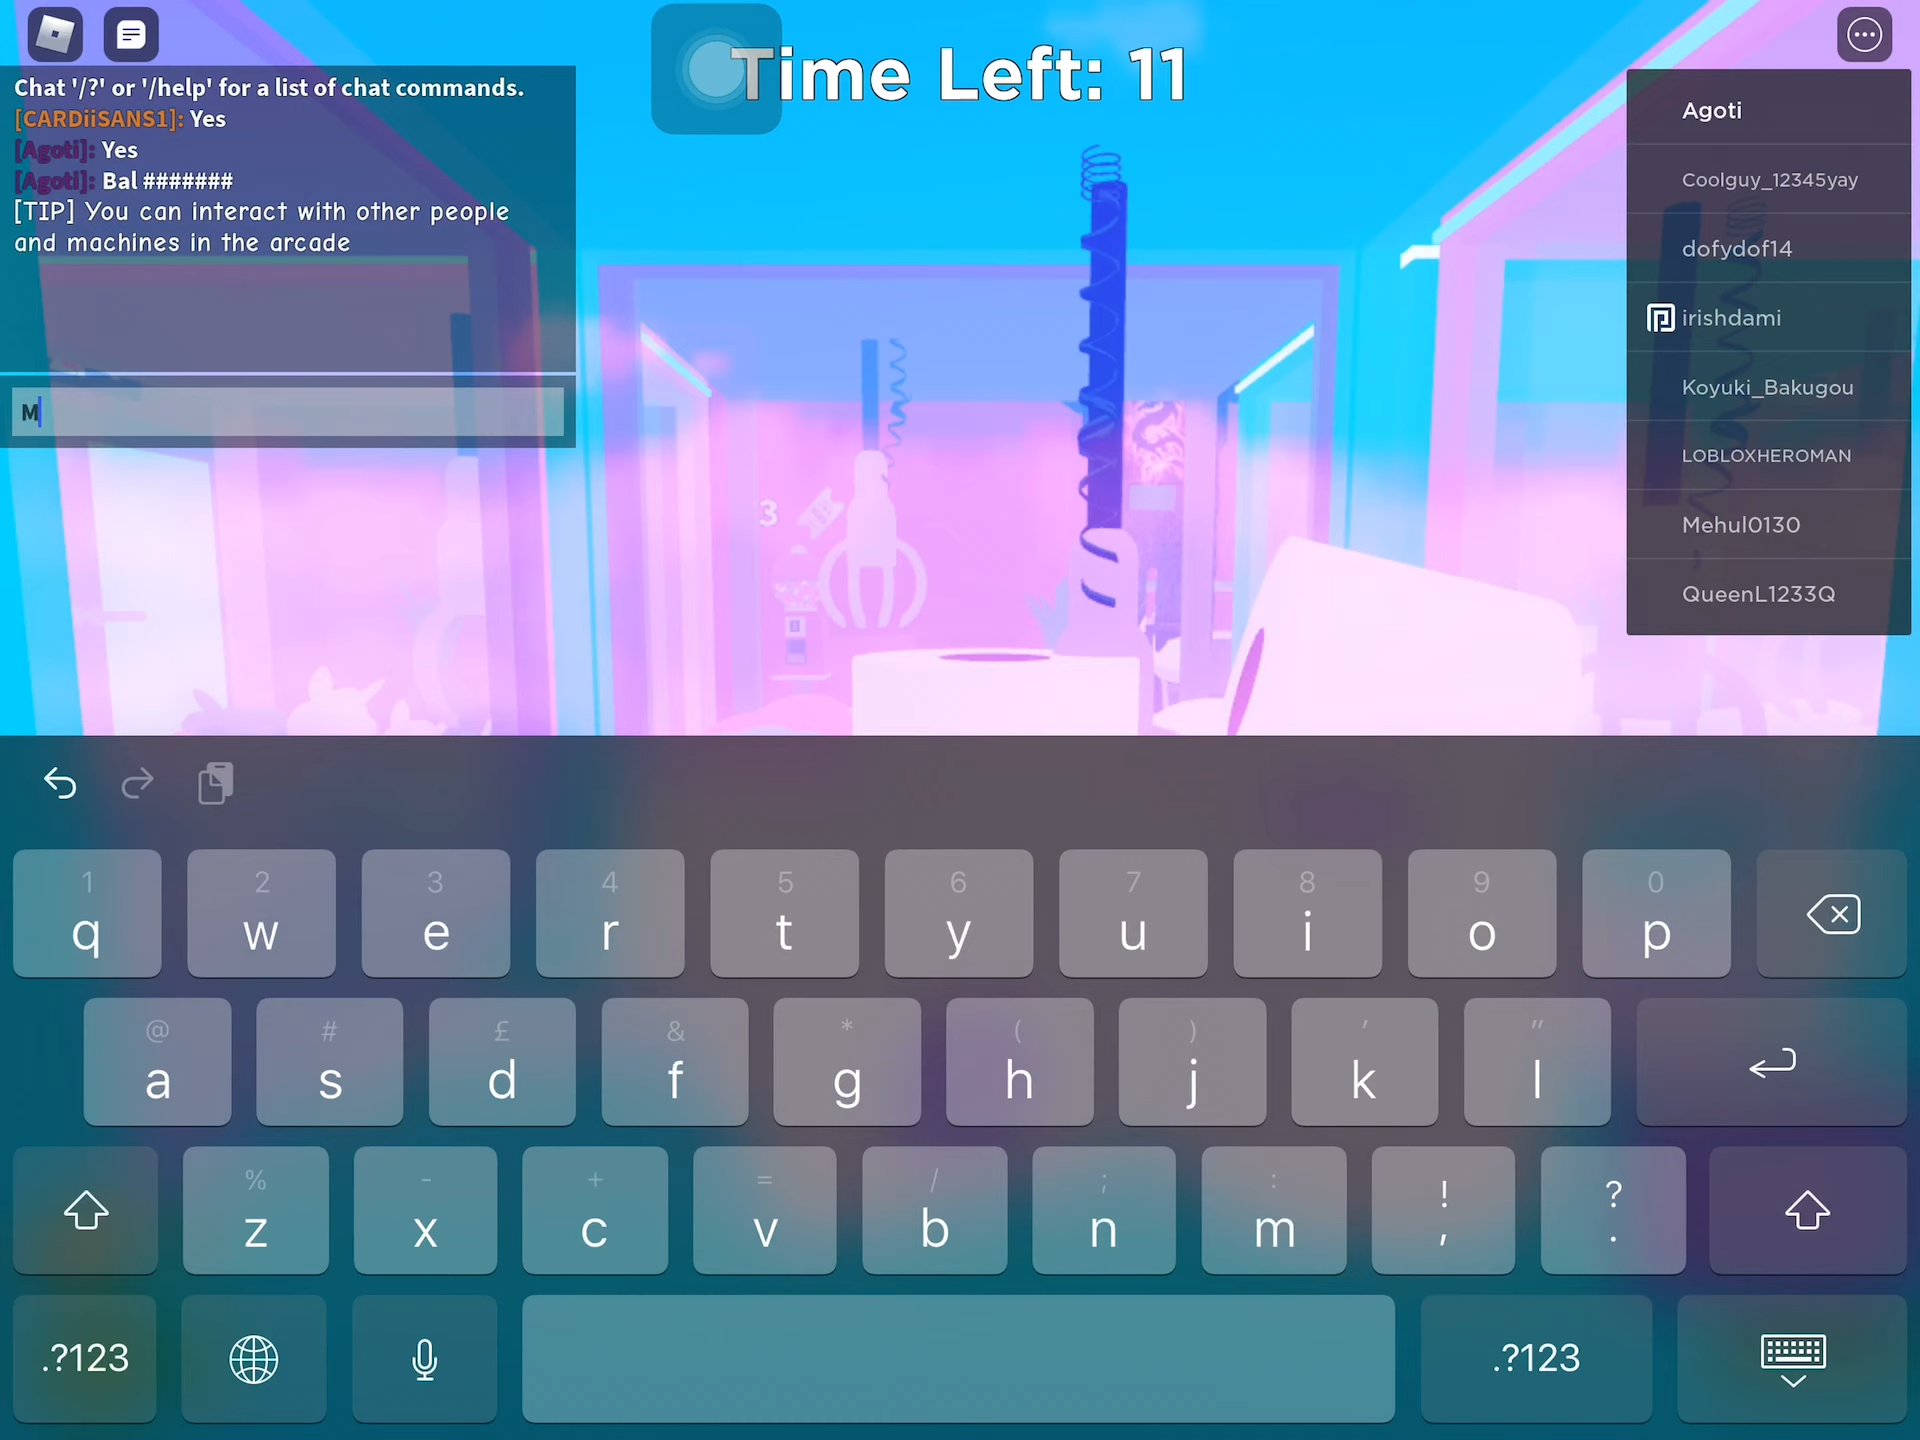 Time Left: 11
Chat '/?' or '/help' for a list of chat commands.
[CARDiiSANS1]: Yes
[Agoti]: Yes
[Agoti]: Bal #######
[TIP] You can interact with other people
and machines in the arcade
M
Agoti
Coolguy_12345yay
dofydof14
irishdami
Koyuki_Bakugou
LOBLOXHEROMAN
Mehul0130
QueenL1233Q
3
1 2 3 4 5 6 7 8 9 0
q w e r t y u i o p
@ # £ & * ( ) ' "
a s d f g h j k l
% - + = / ; : ! ?
z x c v b n m , .
.?123 .?123